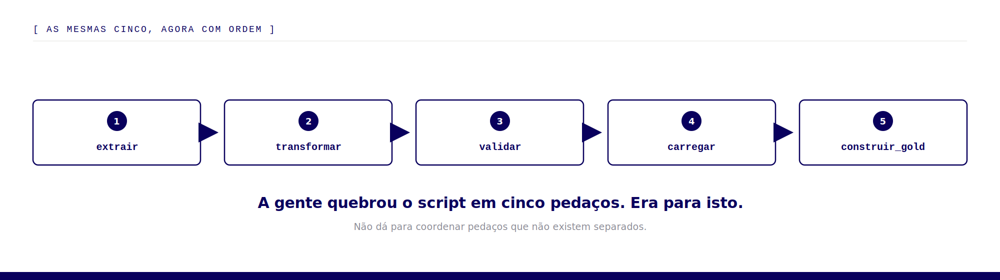 [ AS MESMAS CINCO, AGORA COM ORDEM ]
1
extrair
2
transformar
3
validar
4
carregar
5
construir_gold
A gente quebrou o script em cinco pedaços. Era para isto.
Não dá para coordenar pedaços que não existem separados.